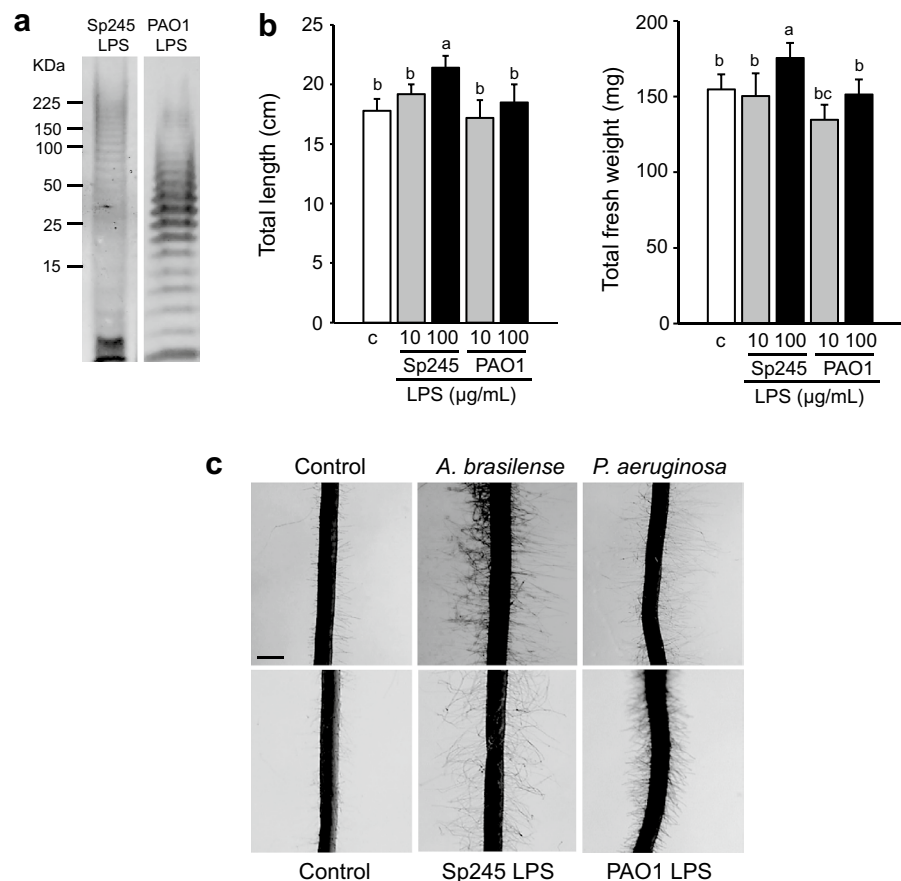 a
Sp245 PAO1
LPS LPS
KDa
225
150
100
50
25
15
b
Total length (cm)
25
20
15
10
5
0
b b a b b
c 10 100 10 100
Sp245 PAO1
LPS (µg/mL)
Total fresh weight (mg)
200
150
100
50
0
b b a bc b
c 10 100 10 100
Sp245 PAO1
LPS (µg/mL)
c
Control A. brasilense P. aeruginosa
Control Sp245 LPS PAO1 LPS